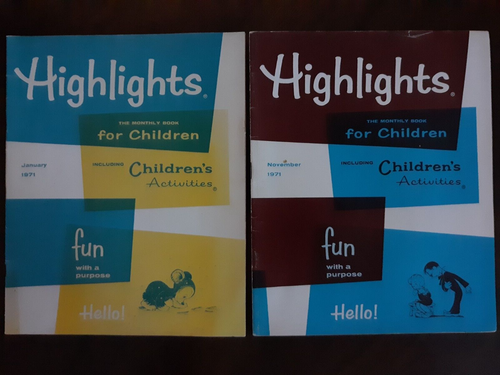 Highlights®
THE MONTHLY BOOK
for Children
January
1971
INCLUDING
Children's
Activities®
fun
with a
purpose
Hello!
Highlights®
THE MONTHLY BOOK
for Children
November
1971
INCLUDING
Children's
Activities®
fun
with a
purpose
Hello!